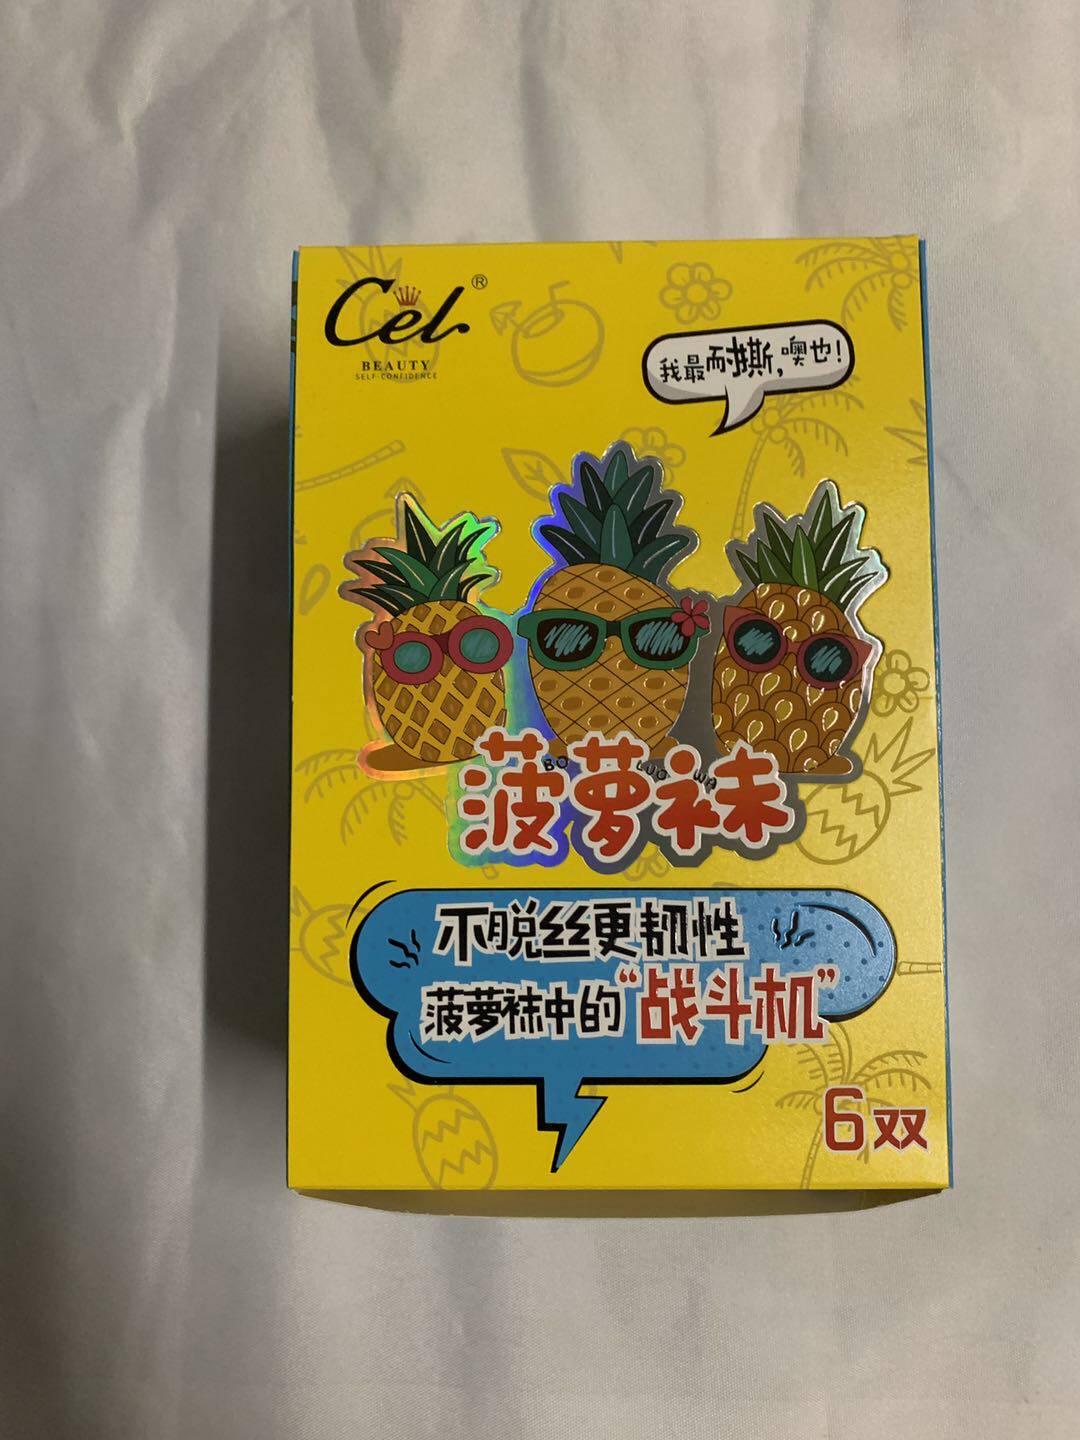 Cel®
BEAUTY
SELF-CONFIDENCE
我最耐撕,噢也!
BO LUO WA
菠萝袜
不脱丝更韧性
菠萝袜中的“战斗机”
6双